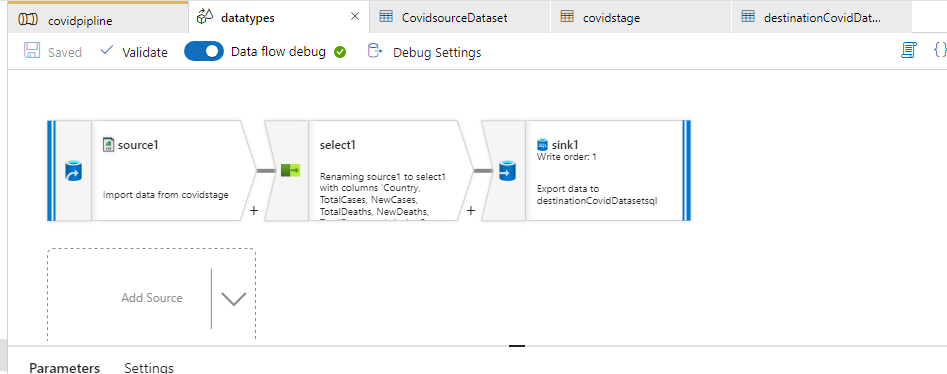 covidpipline
datatypes
CovidsourceDataset
covidstage
destinationCovidDat...
Saved
Validate
Data flow debug
Debug Settings
source1
Import data from covidstage
select1
Renaming source1 to select1
with columns 'Country,
TotalCases, NewCases,
TotalDeaths, NewDeaths,
sink1
Write order: 1
Export data to
destinationCovidDatasetsql
Add Source
Parameters Settings